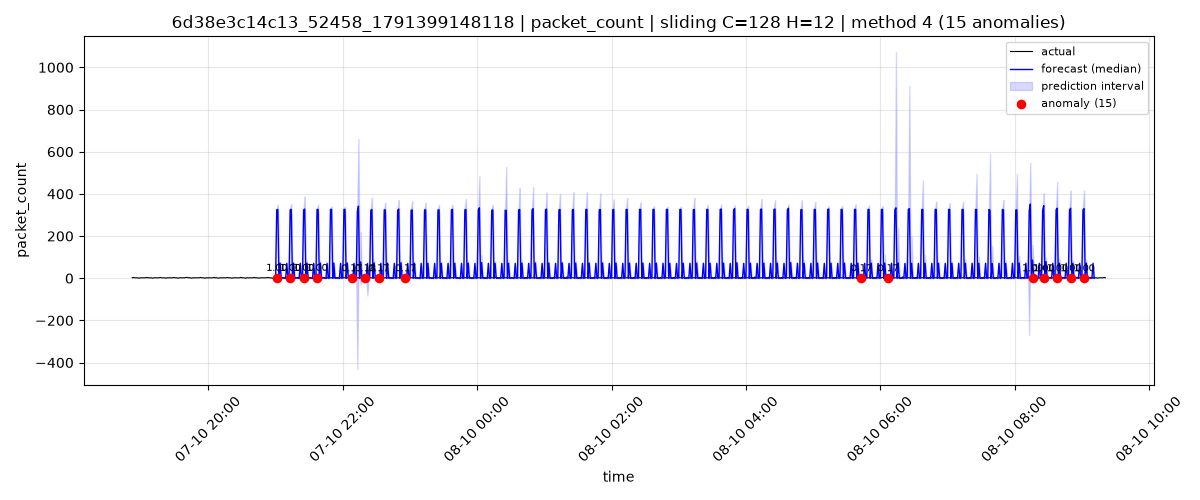 6d38e3c14c13_52458_1791399148118 | packet_count | sliding C=128 H=12 | method 4 (15 anomalies)
actual
forecast (median)
prediction interval
anomaly (15)
packet_count
1000
800
600
400
200
0
−200
−400
07-10 20:00
07-10 22:00
08-10 00:00
08-10 02:00
08-10 04:00
08-10 06:00
08-10 08:00
08-10 10:00
time